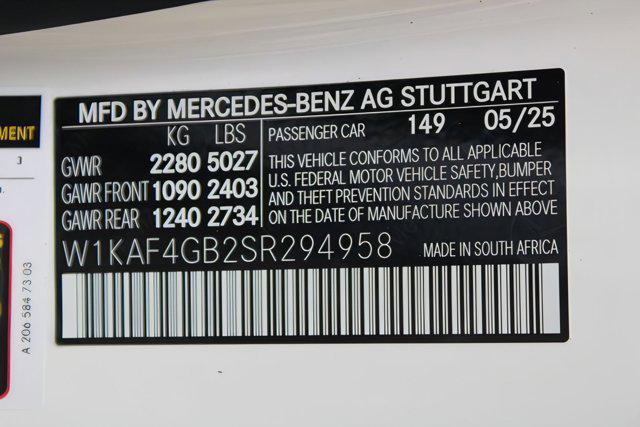 MFD BY MERCEDES-BENZ AG STUTTGART
KG LBS
GVWR 2280 5027
GAWR FRONT 1090 2403
GAWR REAR 1240 2734
PASSENGER CAR 149 05/25
THIS VEHICLE CONFORMS TO ALL APPLICABLE
U.S. FEDERAL MOTOR VEHICLE SAFETY,BUMPER
AND THEFT PREVENTION STANDARDS IN EFFECT
ON THE DATE OF MANUFACTURE SHOWN ABOVE
W1KAF4GB2SR294958 MADE IN SOUTH AFRICA
3
A 206 584 73 03